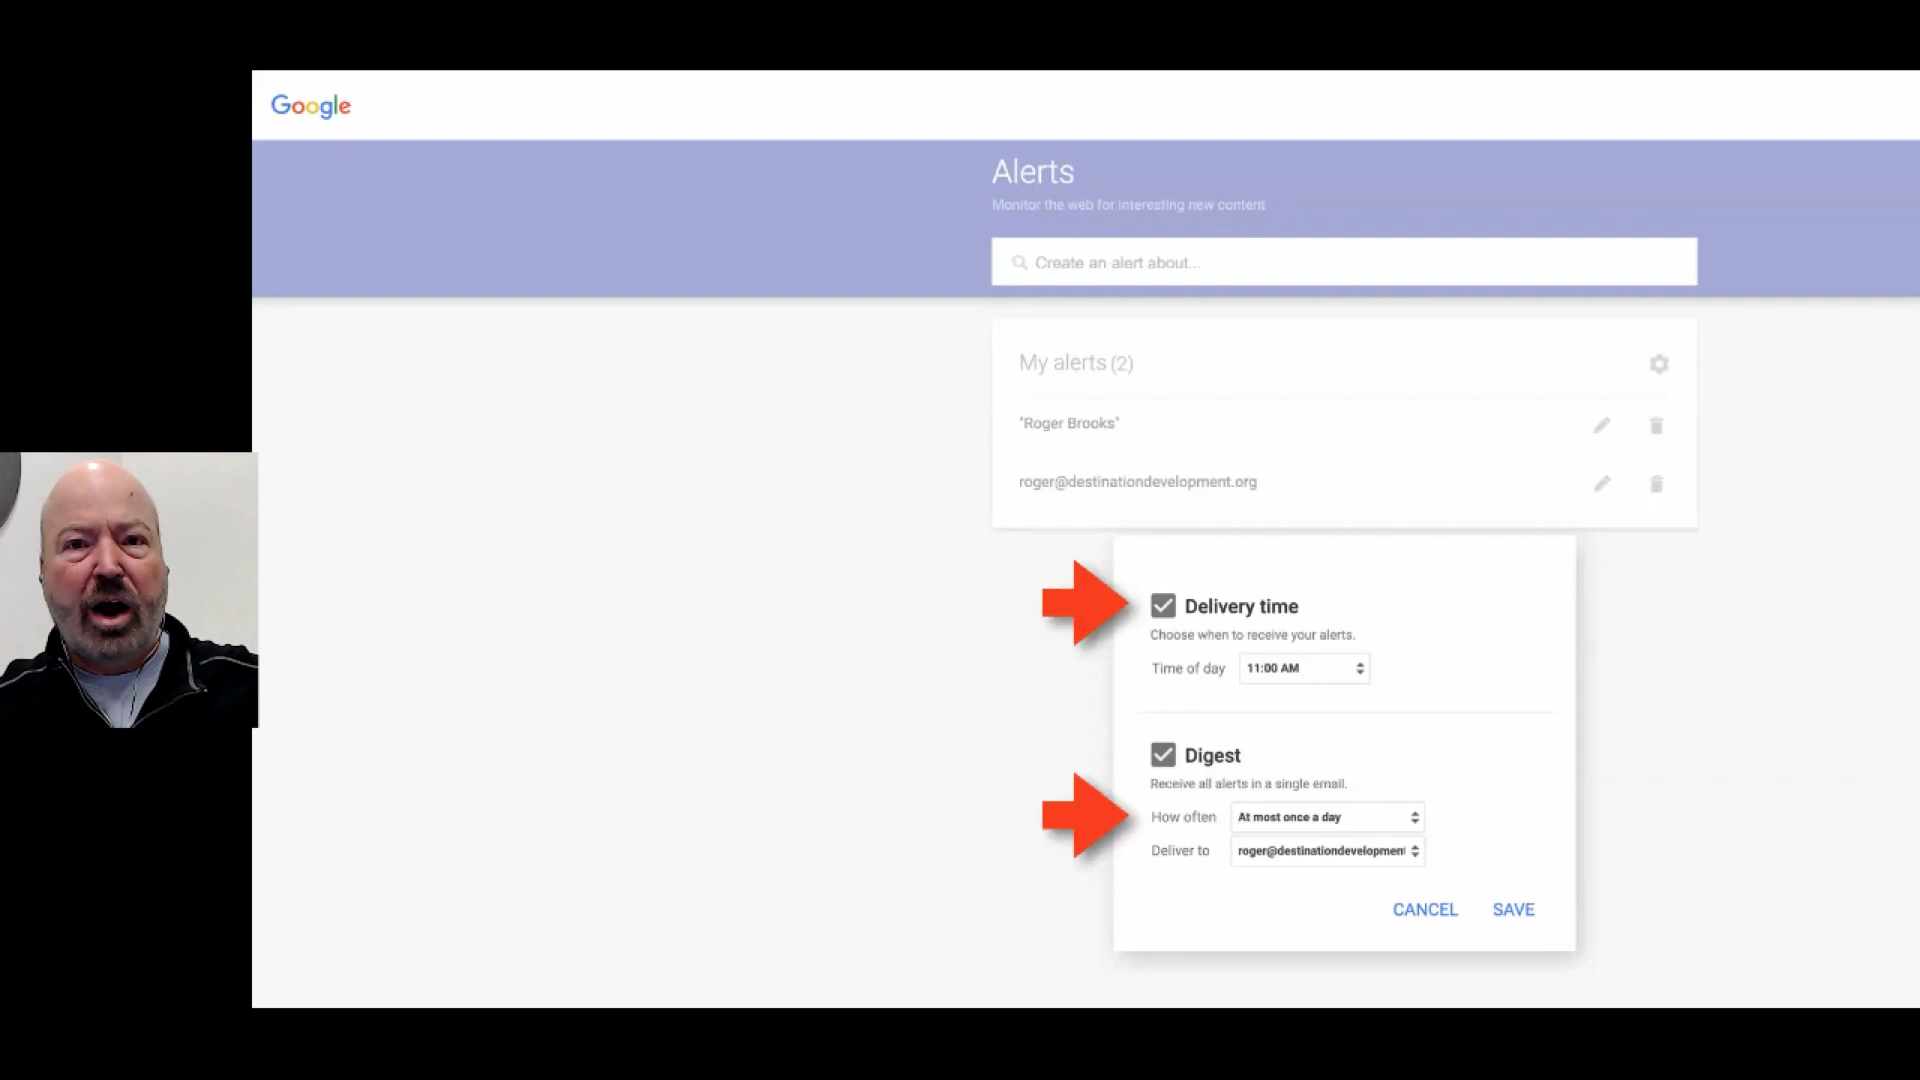 Google
Alerts
Monitor the web for interesting new content
Create an alert about...
My alerts (2)
"Roger Brooks"
roger@destinationdevelopment.org
Delivery time
Choose when to receive your alerts.
Time of day 11:00 AM
Digest
Receive all alerts in a single email.
How often At most once a day
Deliver to roger@destinationdevelopment
CANCEL SAVE